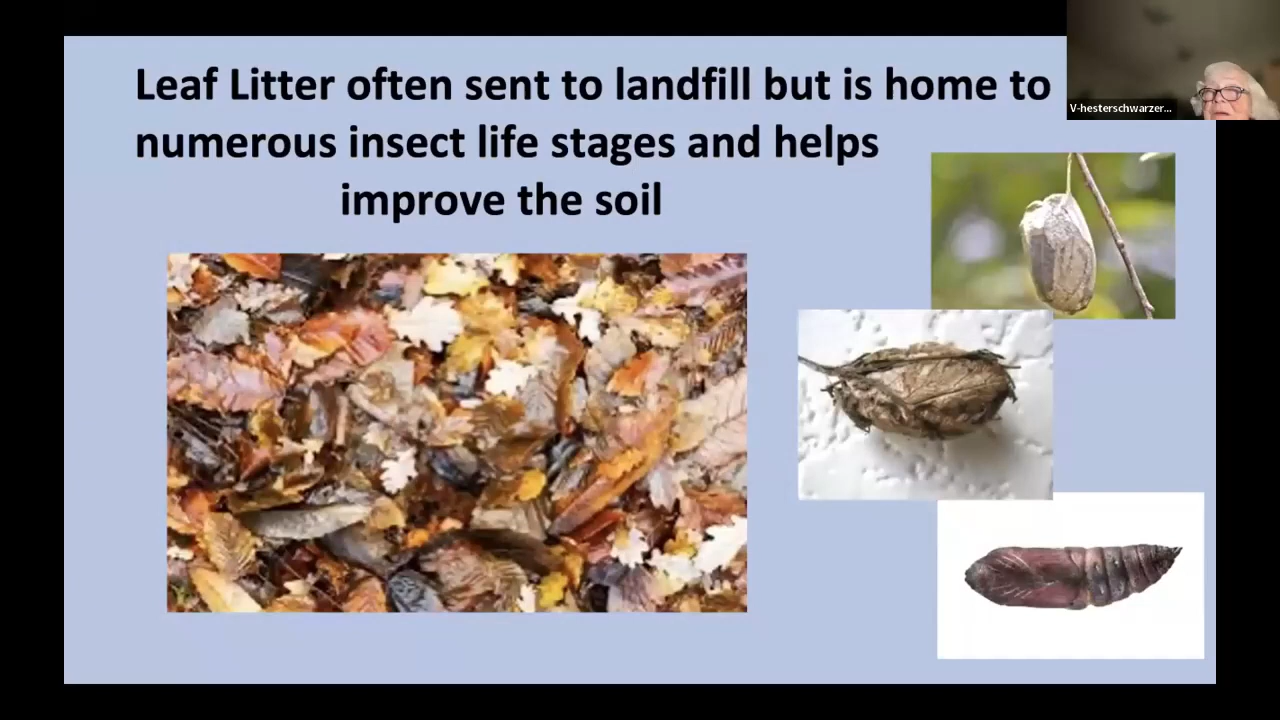 Leaf Litter often sent to landfill but is home to
numerous insect life stages and helps
improve the soil
V-hesterschwarzer...